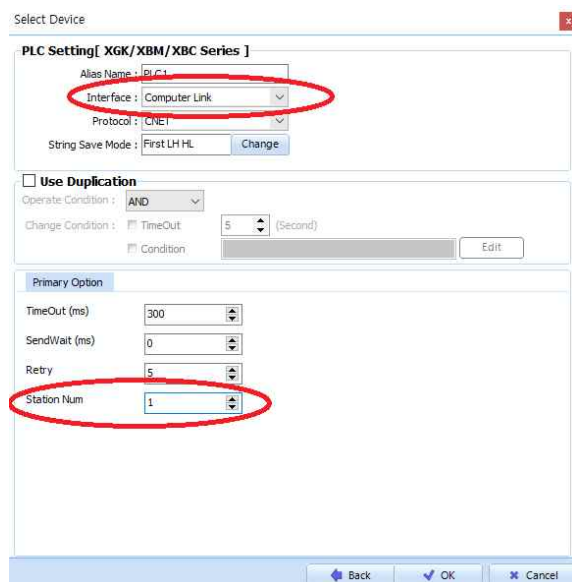 Select Device
x
PLC Setting[ XGK/XBM/XBC Series ]
Alias Name : PLC1
Interface : Computer Link
Protocol : CNET
String Save Mode : First LH HL Change
Use Duplication
Operate Condition : AND
Change Condition : TimeOut 5 (Second)
Condition Edit
Primary Option
TimeOut (ms) 300
SendWait (ms) 0
Retry 5
Station Num 1
Back OK Cancel